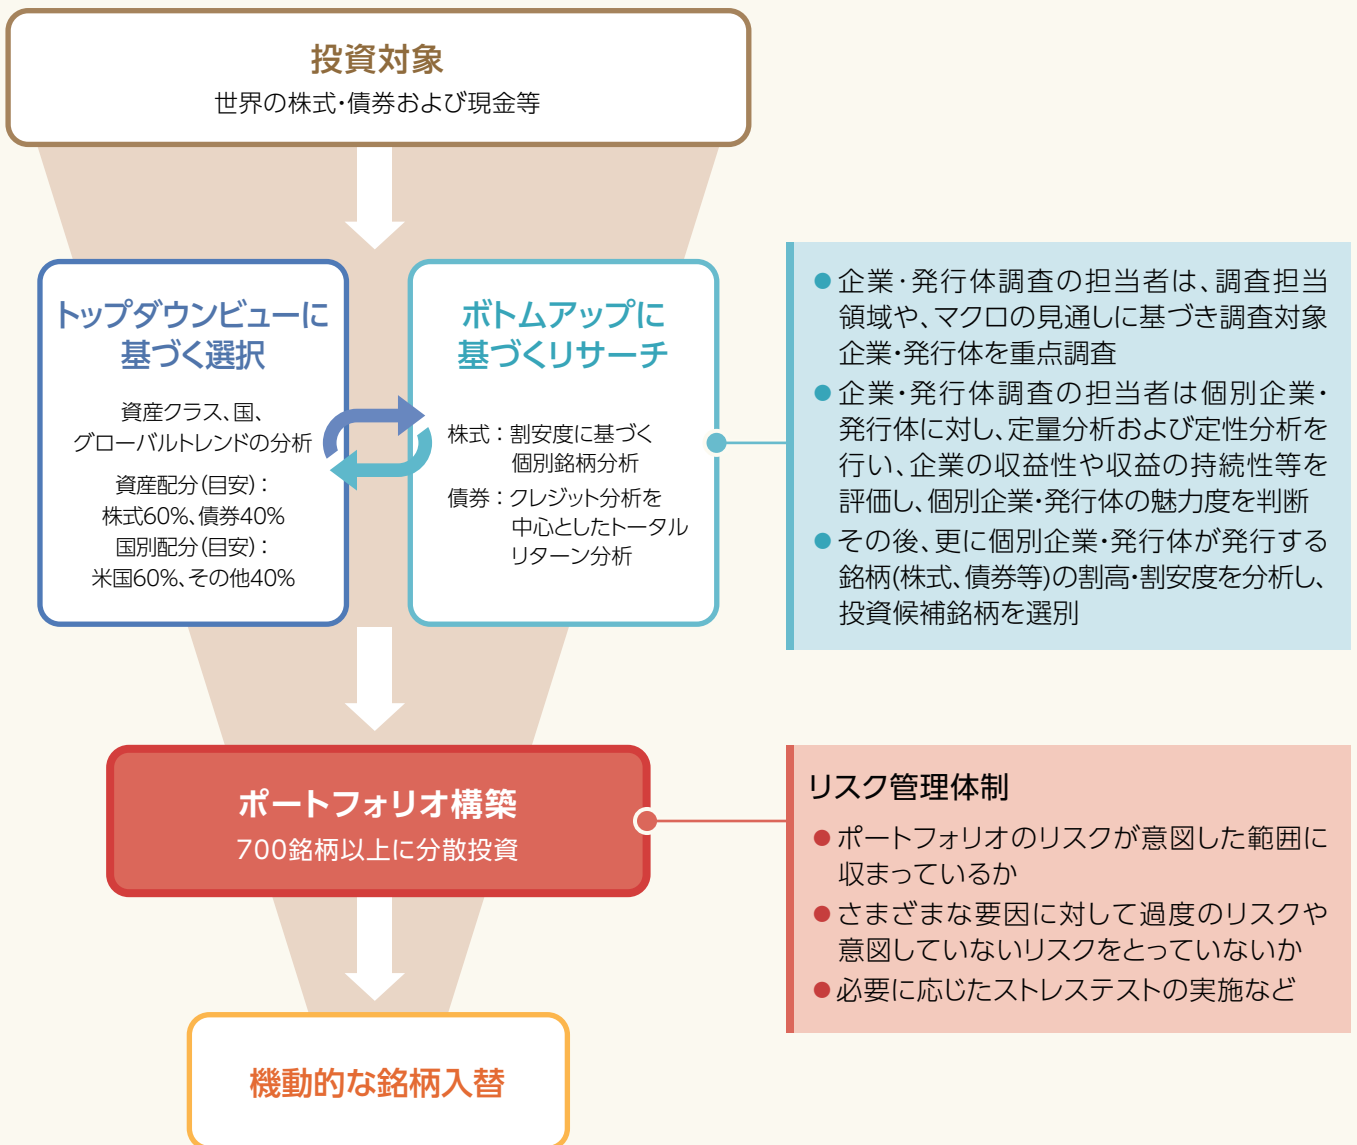 投資対象
世界の株式・債券および現金等
トップダウンビューに
基づく選択
資産クラス、国、
グローバルトレンドの分析
資産配分(目安)：
株式60%、債券40%
国別配分(目安)：
米国60%、その他40%
ボトムアップに
基づくリサーチ
株式：割安度に基づく
個別銘柄分析
債券：クレジット分析を
中心としたトータル
リターン分析
●企業・発行体調査の担当者は、調査担当
領域や、マクロの見通しに基づき調査対象
企業・発行体を重点調査
●企業・発行体調査の担当者は個別企業・
発行体に対し、定量分析および定性分析を
行い、企業の収益性や収益の持続性等を
評価し、個別企業・発行体の魅力度を判断
●その後、更に個別企業・発行体が発行する
銘柄(株式、債券等)の割高・割安度を分析し、
投資候補銘柄を選別
ポートフォリオ構築
700銘柄以上に分散投資
リスク管理体制
●ポートフォリオのリスクが意図した範囲に
収まっているか
●さまざまな要因に対して過度のリスクや
意図していないリスクをとっていないか
●必要に応じたストレステストの実施など
機動的な銘柄入替